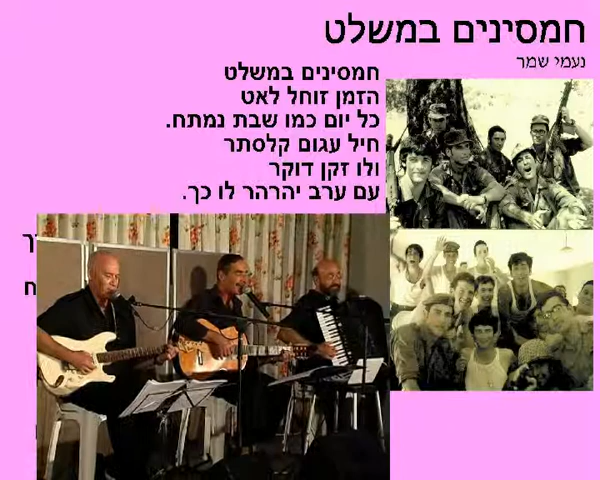 חמסינים במשלט
נעמי שמר
חמסינים במשלט
הזמן זוחל לאט
כל יום כמו שבת נמתח.
חיל עגום קלסתר
ולו זקן דוקר
עם ערב יהרהר לו כך.